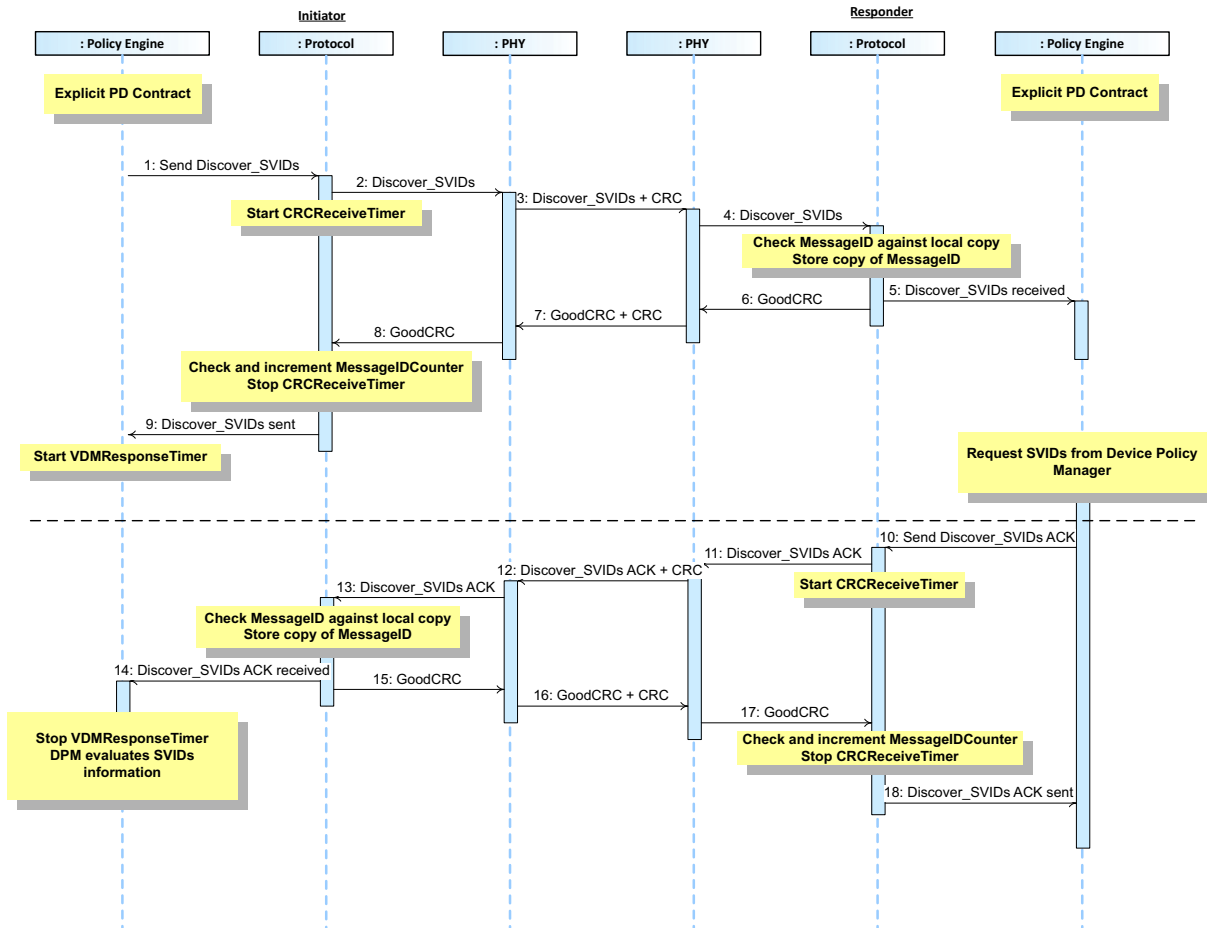 Initiator
Responder
: Policy Engine
: Protocol
: PHY
: PHY
: Protocol
: Policy Engine
Explicit PD Contract
Explicit PD Contract
1: Send Discover_SVIDs
2: Discover_SVIDs
3: Discover_SVIDs + CRC
Start CRCReceiveTimer
4: Discover_SVIDs
Check MessageID against local copy
Store copy of MessageID
5: Discover_SVIDs received
6: GoodCRC
7: GoodCRC + CRC
8: GoodCRC
Check and increment MessageIDCounter
Stop CRCReceiveTimer
9: Discover_SVIDs sent
Start VDMResponseTimer
Request SVIDs from Device Policy
Manager
10: Send Discover_SVIDs ACK
11: Discover_SVIDs ACK
12: Discover_SVIDs ACK + CRC
Start CRCReceiveTimer
13: Discover_SVIDs ACK
Check MessageID against local copy
Store copy of MessageID
14: Discover_SVIDs ACK received
15: GoodCRC
16: GoodCRC + CRC
17: GoodCRC
Stop VDMResponseTimer
DPM evaluates SVIDs
information
Check and increment MessageIDCounter
Stop CRCReceiveTimer
18: Discover_SVIDs ACK sent